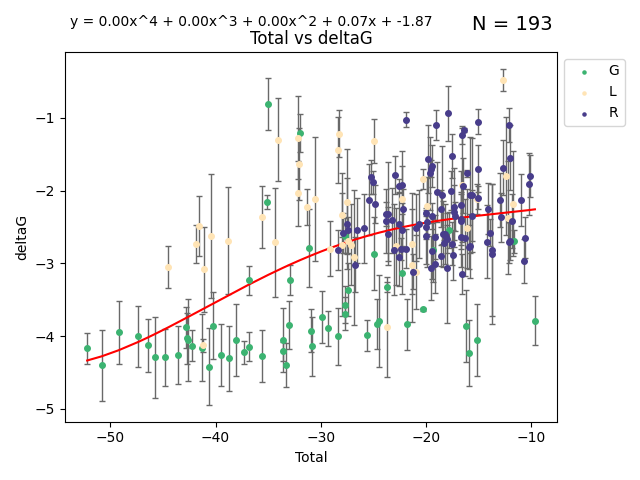 y = 0.00x^4 + 0.00x^3 + 0.00x^2 + 0.07x + -1.87
N = 193
Total vs deltaG
G
L
R
deltaG
−1
−2
−3
−4
−5
−50
−40
−30
−20
−10
Total